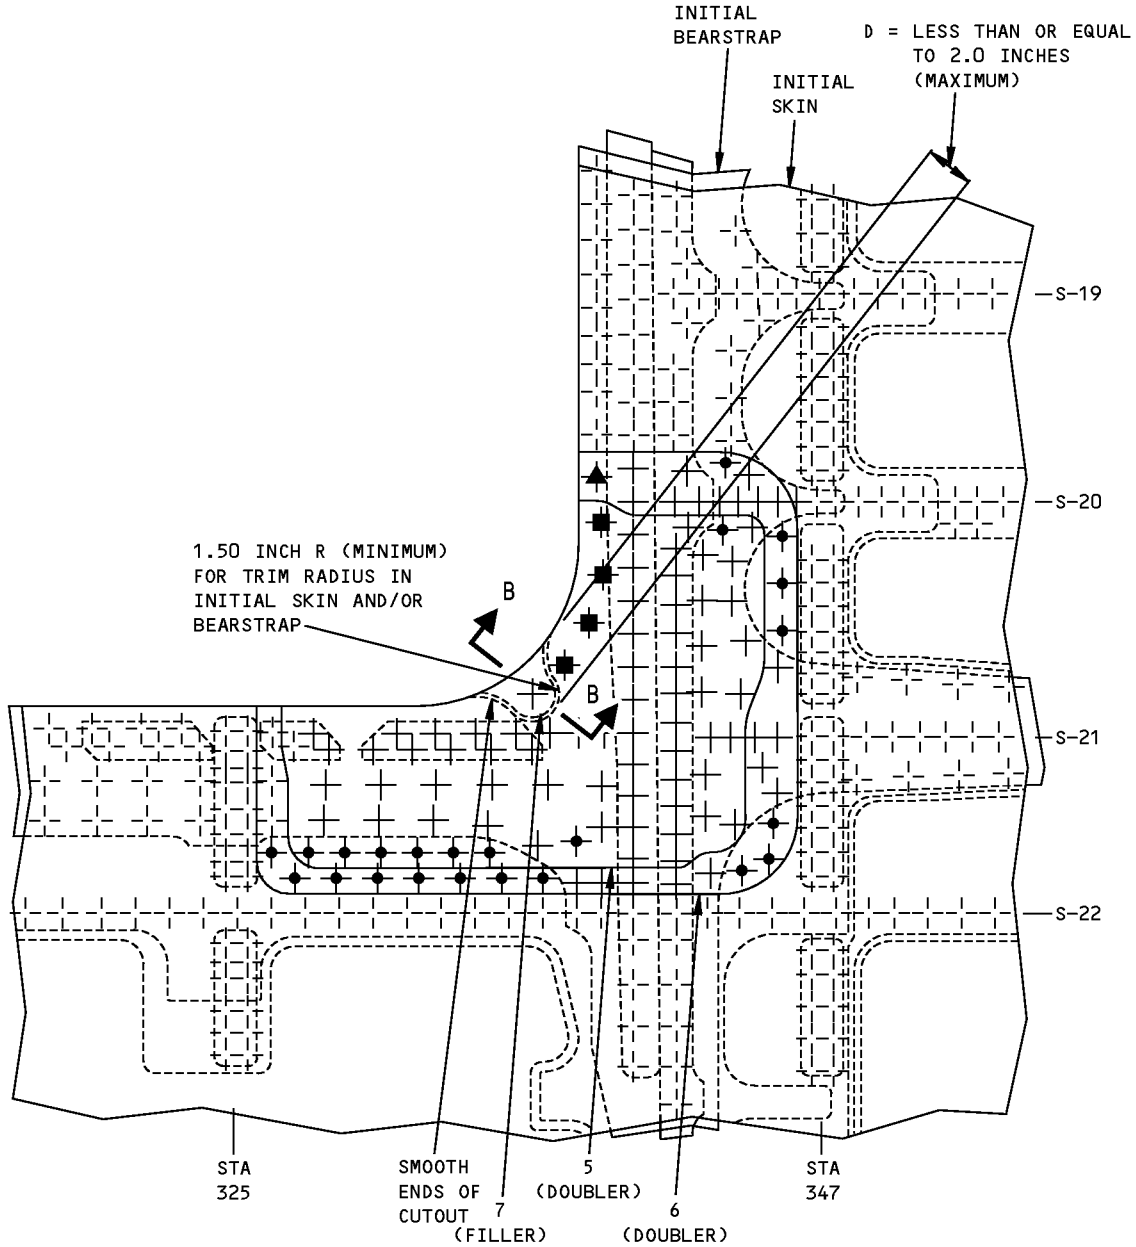 INITIAL
BEARSTRAP
D = LESS THAN OR EQUAL
TO 2.0 INCHES
(MAXIMUM)
INITIAL
SKIN
S-19
S-20
1.50 INCH R (MINIMUM)
FOR TRIM RADIUS IN
INITIAL SKIN AND/OR
BEARSTRAP
B
B
S-21
S-22
STA
325
SMOOTH
ENDS OF
CUTOUT
7
(FILLER)
5
(DOUBLER)
6
(DOUBLER)
STA
347